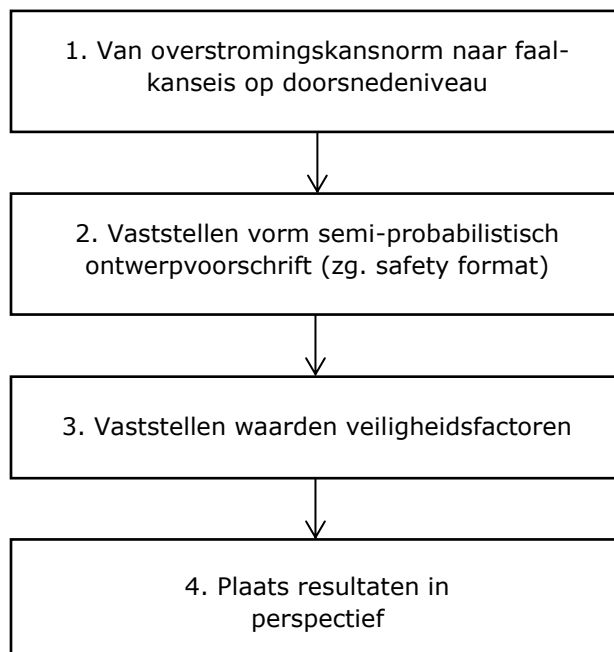 1. Van overstromingskansnorm naar faal-
kanseis op doorsnedeniveau
2. Vaststellen vorm semi-probabilistisch
ontwerpvoorschrift (zg. safety format)
3. Vaststellen waarden veiligheidsfactoren
4. Plaats resultaten in
perspectief